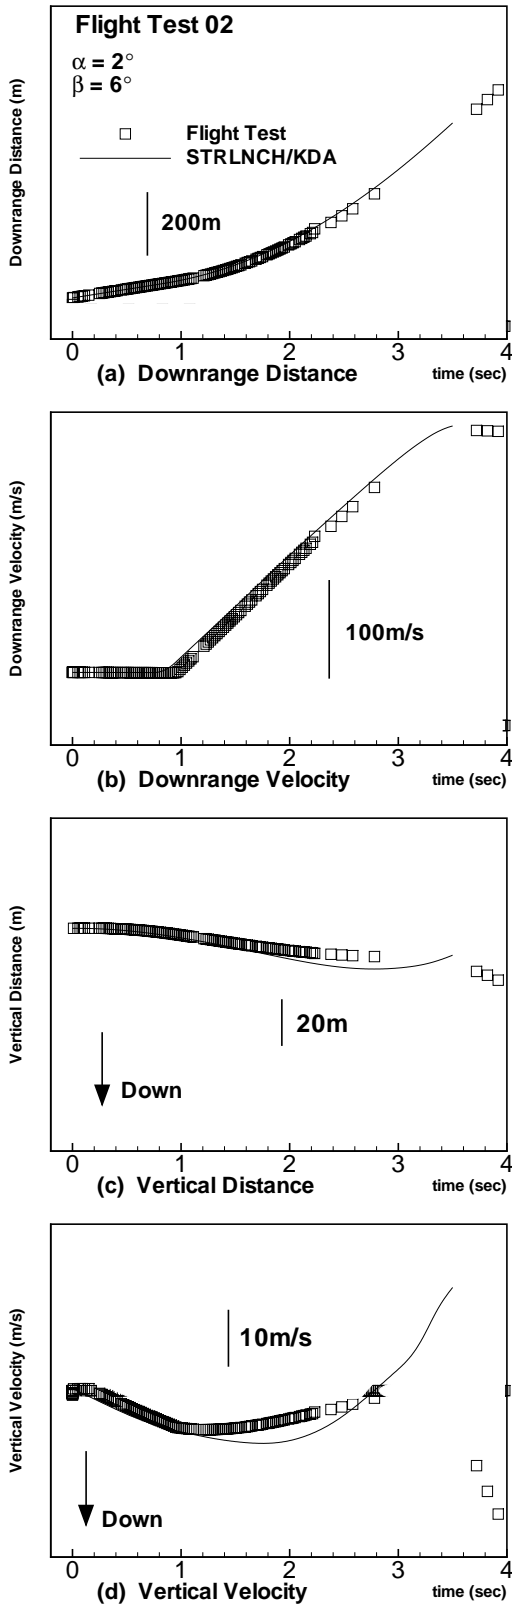 Flight Test 02
α = 2°
β = 6°
Flight Test
STRLNCH/KDA
200m
Downrange Distance (m)
0 1 2 3 4
(a) Downrange Distance time (sec)
Downrange Velocity (m/s)
100m/s
0 1 2 3 4
(b) Downrange Velocity time (sec)
Vertical Distance (m)
20m
Down
0 1 2 3 4
(c) Vertical Distance time (sec)
Vertical Velocity (m/s)
10m/s
Down
0 1 2 3 4
(d) Vertical Velocity time (sec)